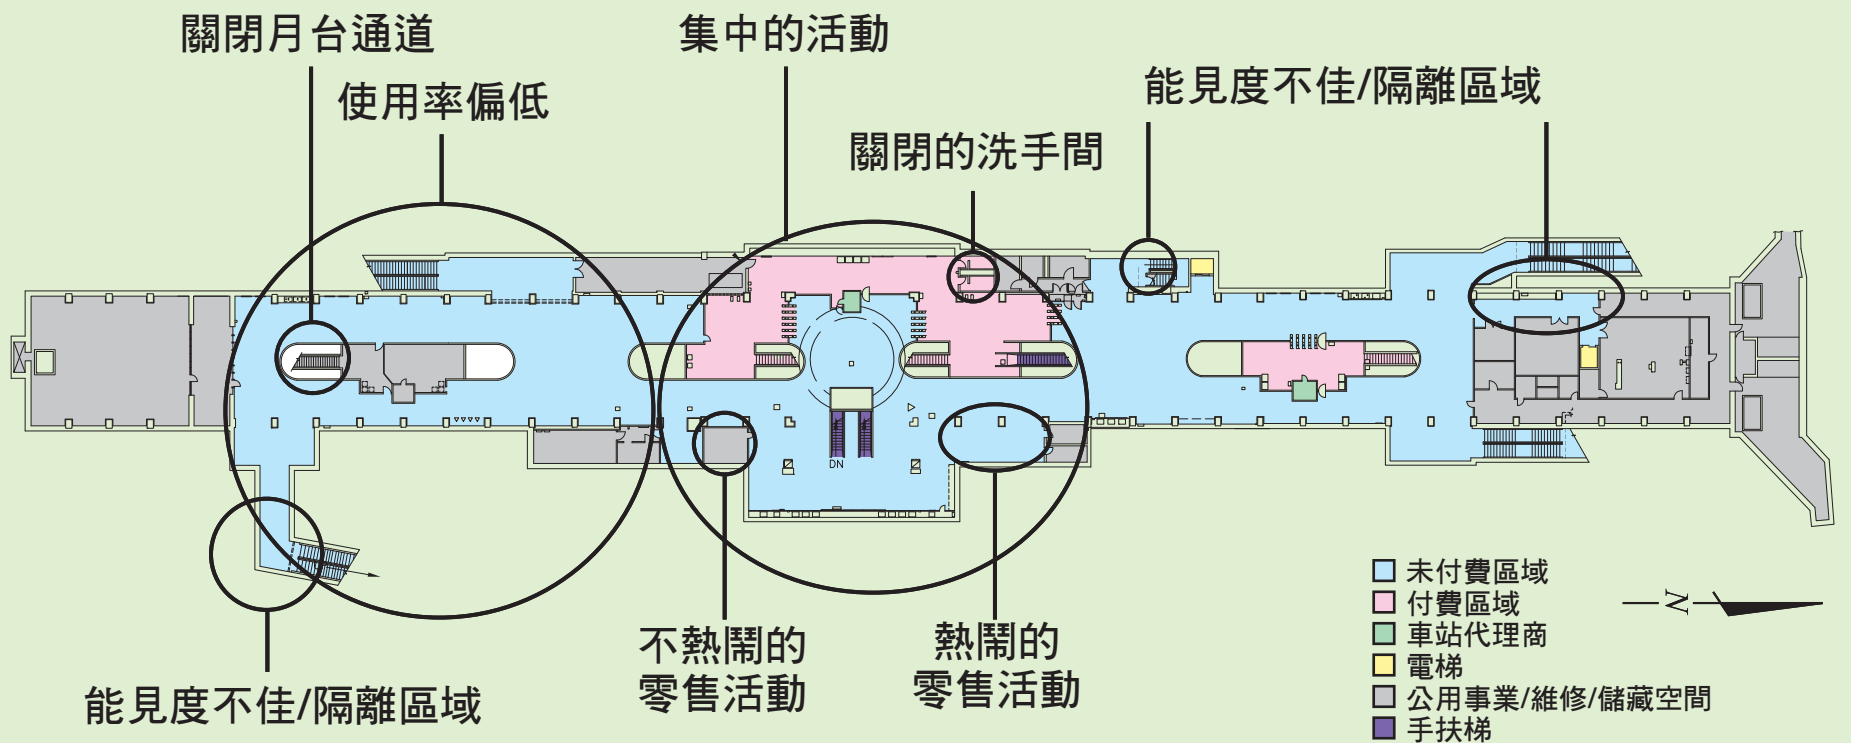 關閉月台通道
集中的活動
能見度不佳/隔離區域
使用率偏低
關閉的洗手間
DN
未付費區域
付費區域
車站代理商
電梯
公用事業/維修/儲藏空間
手扶梯
N
不熱鬧的
零售活動
熱鬧的
零售活動
能見度不佳/隔離區域